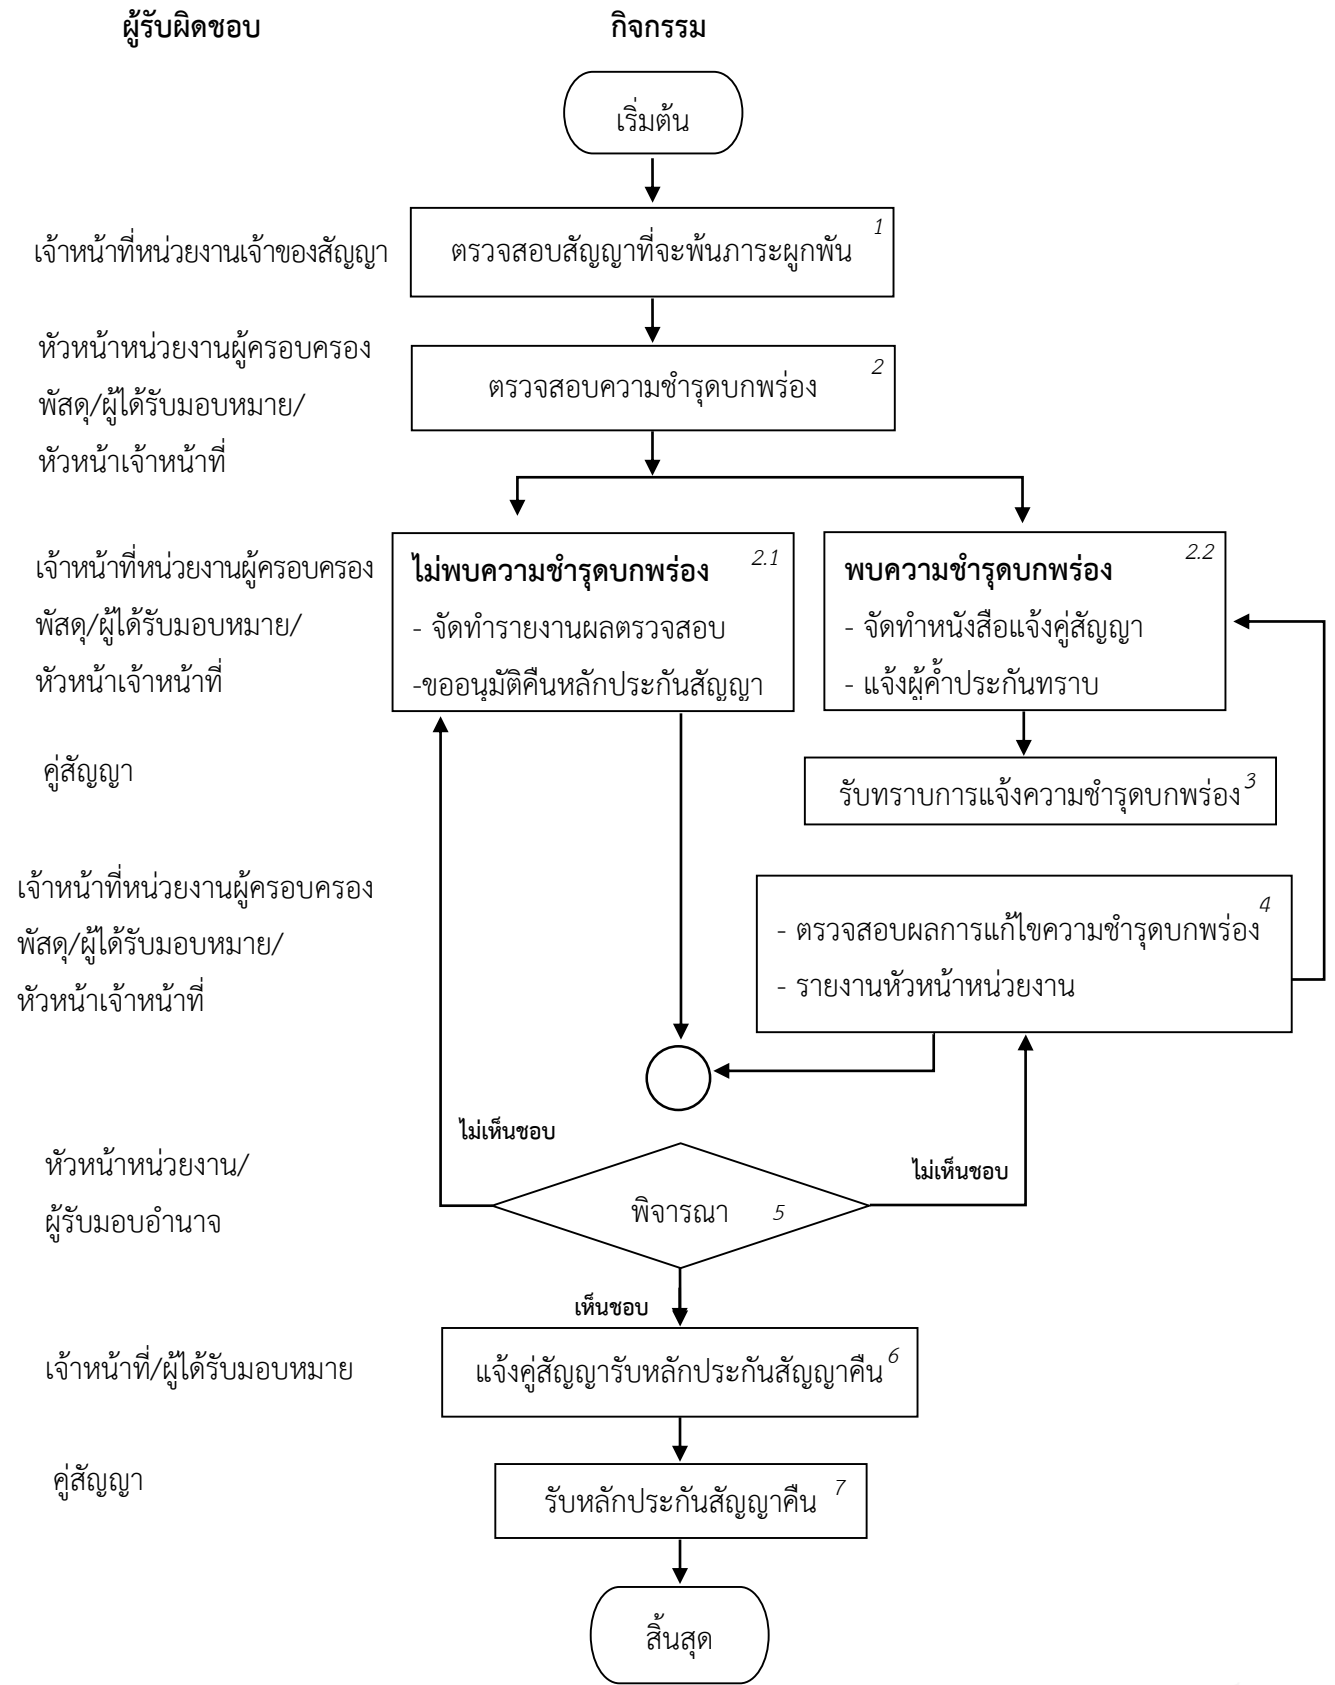 ผู้รับผิดชอบ
กิจกรรม
เริ่มต้น
เจ้าหน้าที่หน่วยงานเจ้าของสัญญา
ตรวจสอบสัญญาที่จะพ้นภาระผูกพัน 1
หัวหน้าหน่วยงานผู้ครอบครอง
พัสดุ/ผู้ได้รับมอบหมาย/
หัวหน้าเจ้าหน้าที่
ตรวจสอบความชำรุดบกพร่อง 2
เจ้าหน้าที่หน่วยงานผู้ครอบครอง
พัสดุ/ผู้ได้รับมอบหมาย/
หัวหน้าเจ้าหน้าที่
ไม่พบความชำรุดบกพร่อง 2.1
- จัดทำรายงานผลตรวจสอบ
-ขออนุมัติคืนหลักประกันสัญญา
พบความชำรุดบกพร่อง 2.2
- จัดทำหนังสือแจ้งคู่สัญญา
- แจ้งผู้ค้ำประกันทราบ
คู่สัญญา
รับทราบการแจ้งความชำรุดบกพร่อง 3
เจ้าหน้าที่หน่วยงานผู้ครอบครอง
พัสดุ/ผู้ได้รับมอบหมาย/
หัวหน้าเจ้าหน้าที่
4
- ตรวจสอบผลการแก้ไขความชำรุดบกพร่อง
- รายงานหัวหน้าหน่วยงาน
ไม่เห็นชอบ
ไม่เห็นชอบ
หัวหน้าหน่วยงาน/
ผู้รับมอบอำนาจ
พิจารณา 5
เห็นชอบ
เจ้าหน้าที่/ผู้ได้รับมอบหมาย
แจ้งคู่สัญญารับหลักประกันสัญญาคืน 6
คู่สัญญา
รับหลักประกันสัญญาคืน 7
สิ้นสุด